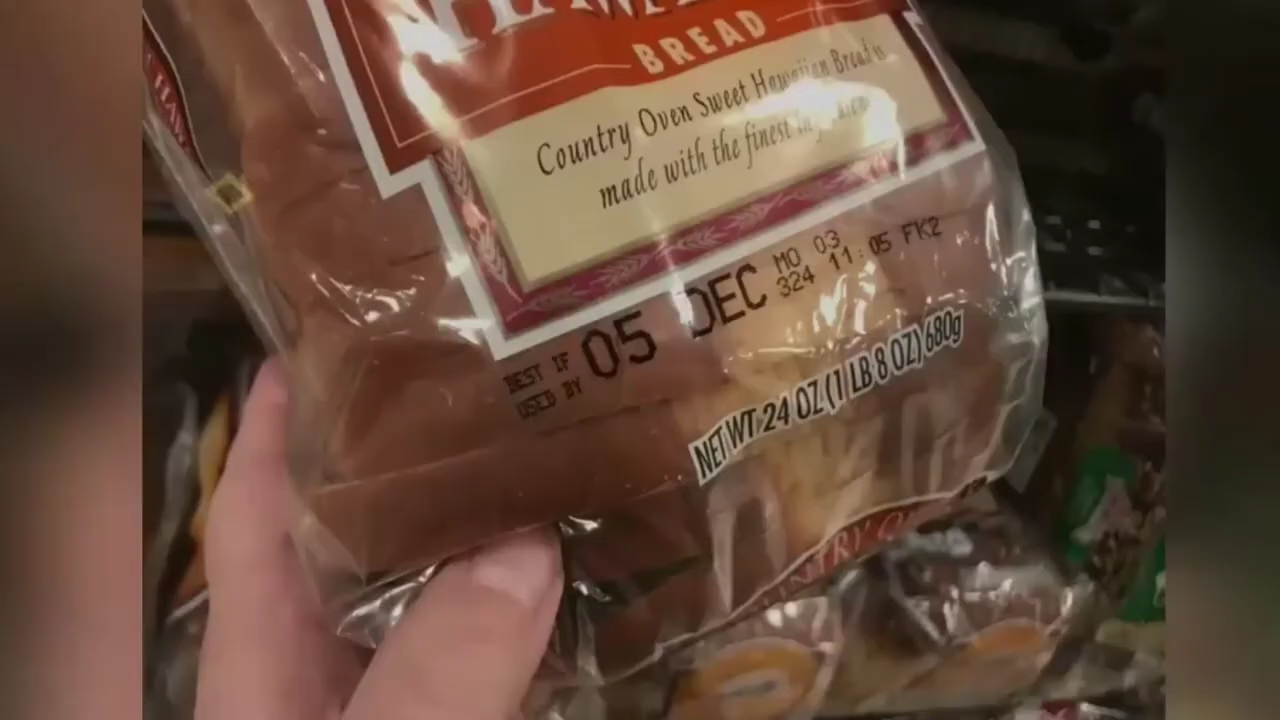 BREAD
Country Oven Sweet Hawaiian Bread is
made with the finest
BEST IF
USED BY
05 DEC
MO 03
324 11:05 FK2
NET WT 24 OZ (1 LB 8 OZ) 680g